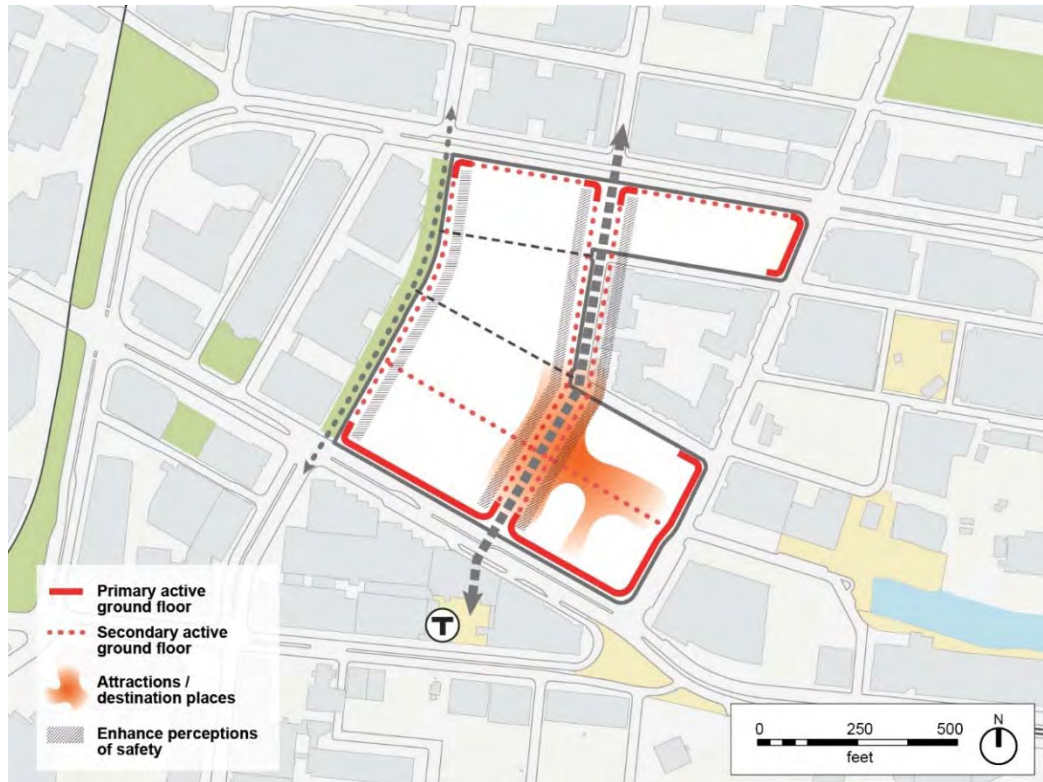 T
Primary active
ground floor
Secondary active
ground floor
Attractions /
destination places
Enhance perceptions
of safety
0 250 500
feet
N